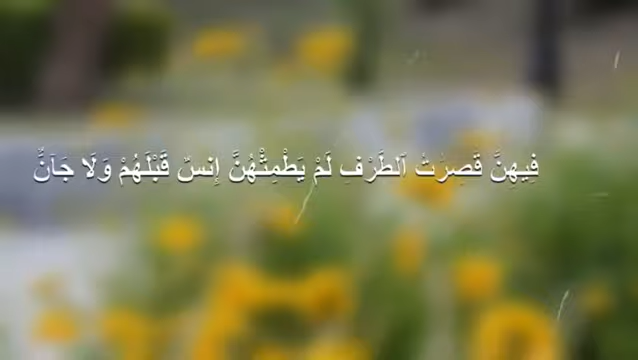 فِيهِنَّ قَٰصِرَٰتُ ٱلطَّرْفِ لَمْ يَطْمِثْهُنَّ إِنسٌ قَبْلَهُمْ وَلَا جَآنٌّ